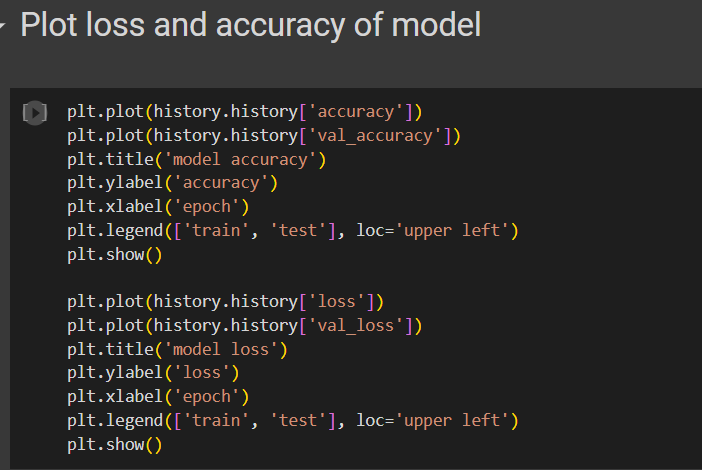 Plot loss and accuracy of model
plt.plot(history.history['accuracy'])
plt.plot(history.history['val_accuracy'])
plt.title('model accuracy')
plt.ylabel('accuracy')
plt.xlabel('epoch')
plt.legend(['train', 'test'], loc='upper left')
plt.show()
plt.plot(history.history['loss'])
plt.plot(history.history['val_loss'])
plt.title('model loss')
plt.ylabel('loss')
plt.xlabel('epoch')
plt.legend(['train', 'test'], loc='upper left')
plt.show()